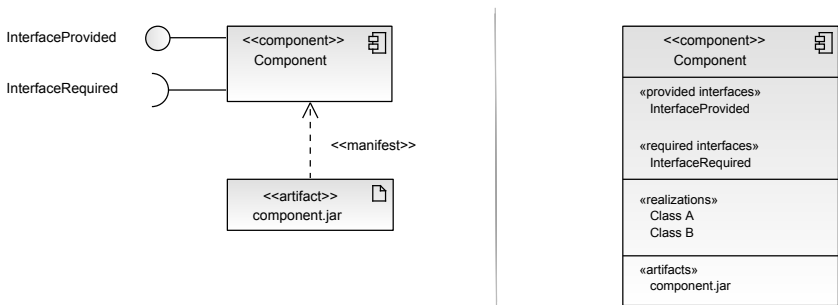 InterfaceProvided
InterfaceRequired
<<component>>
Component
<<manifest>>
<<artifact>>
component.jar
<<component>>
Component
«provided interfaces»
InterfaceProvided
«required interfaces»
InterfaceRequired
«realizations»
Class A
Class B
«artifacts»
component.jar